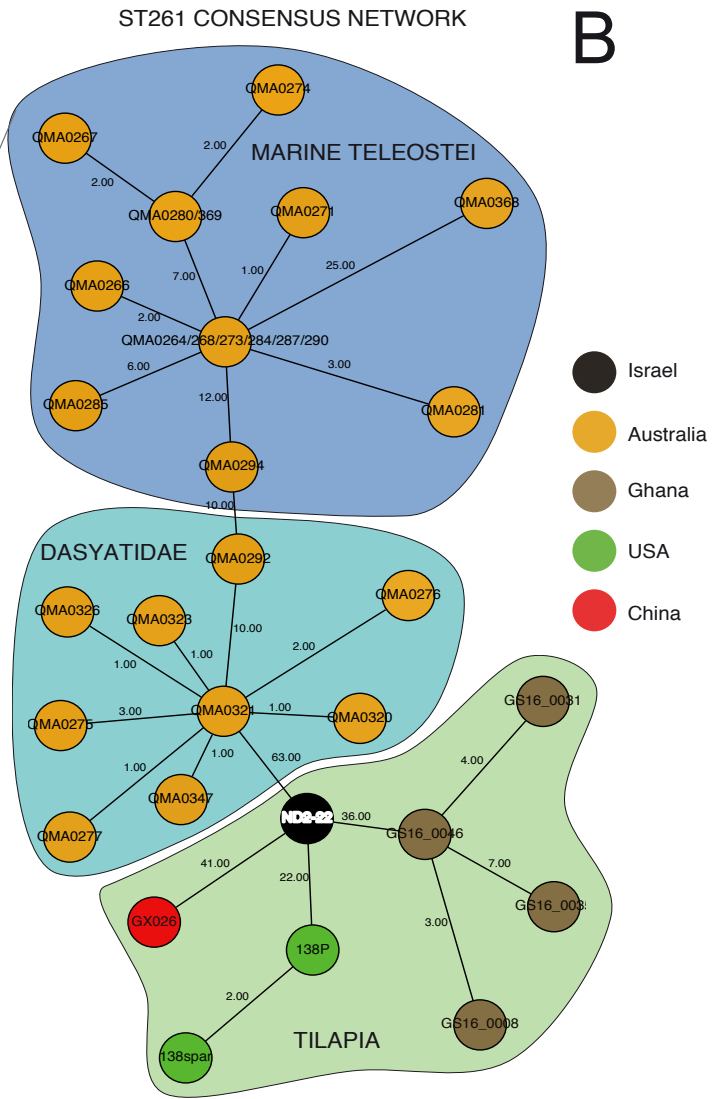 ST261 CONSENSUS NETWORK
B
QMA0274
QMA0267
2.00
MARINE TELEOSTEI
2.00
QMA0280/369
QMA0271
QMA0368
7.00
1.00
25.00
QMA0266
2.00
QMA0264/268/273/284/287/290
6.00
3.00
QMA0285
12.00
QMA0281
QMA0294
10.00
Israel
Australia
Ghana
USA
China
DASYATIDAE
QMA0292
QMA0326
QMA0323
QMA0276
10.00
1.00
1.00
2.00
QMA0275
3.00
QMA0321
1.00
QMA0320
1.00
1.00
63.00
QMA0347
QMA0277
GS16_0031
4.00
ND2-22
36.00
GS16_0046
41.00
22.00
7.00
GX026
3.00
GS16_003
138P
2.00
GS16_0008
138spar
TILAPIA